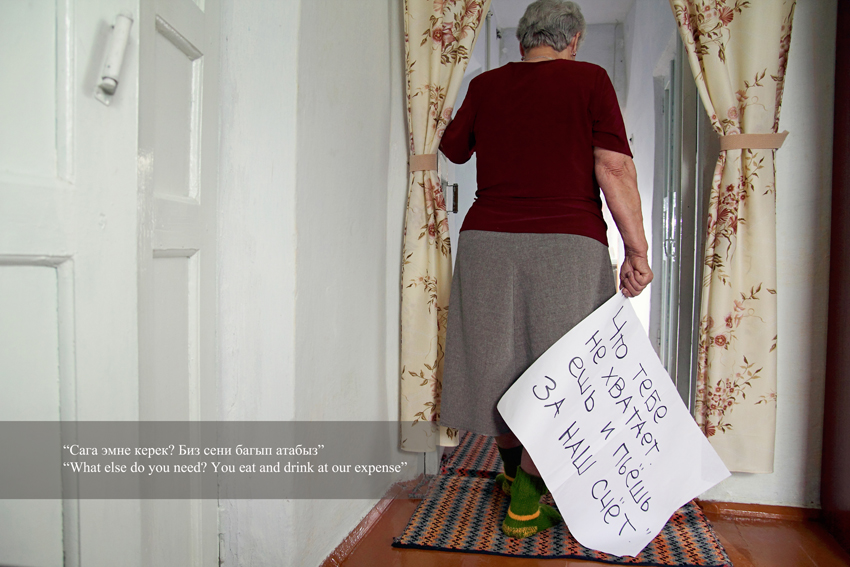 Что тебе
не хватает.
ешь и пьёшь
за наш счёт"
“Сага эмне керек? Биз сени багып атабыз”
“What else do you need? You eat and drink at our expense”